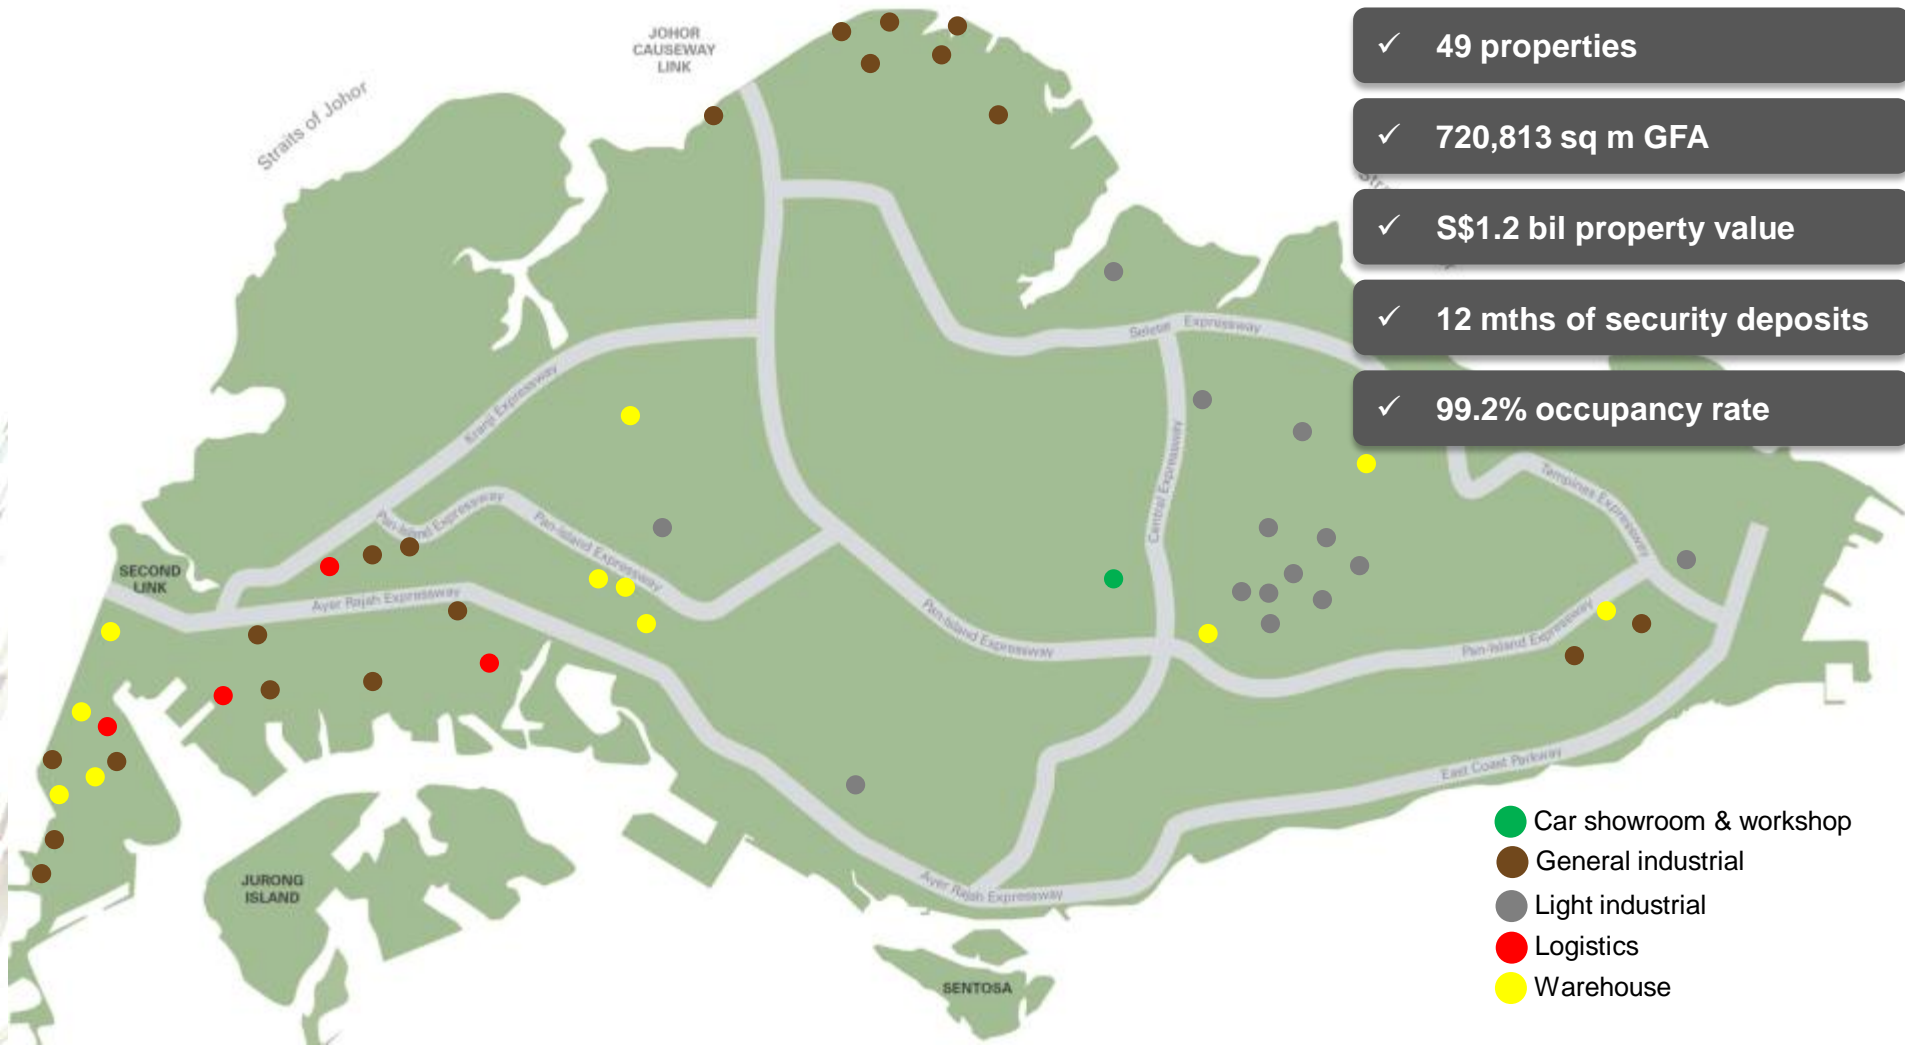 JOHOR
CAUSEWAY
LINK
Straits of Johor
✓ 49 properties
✓ 720,813 sq m GFA
✓ S$1.2 bil property value
✓ 12 mths of security deposits
✓ 99.2% occupancy rate
Seletar Expressway
Kranji Expressway
Central Expressway
Tempines Expressway
Pan-Island Expressway
Pan-Island Expressway
SECOND
LINK
Ayer Rajah Expressway
Pan-Island Expressway
Pan-Island Expressway
East Coast Parkway
Ayer Rajah Expressway
JURONG
ISLAND
SENTOSA
Car showroom & workshop
General industrial
Light industrial
Logistics
Warehouse